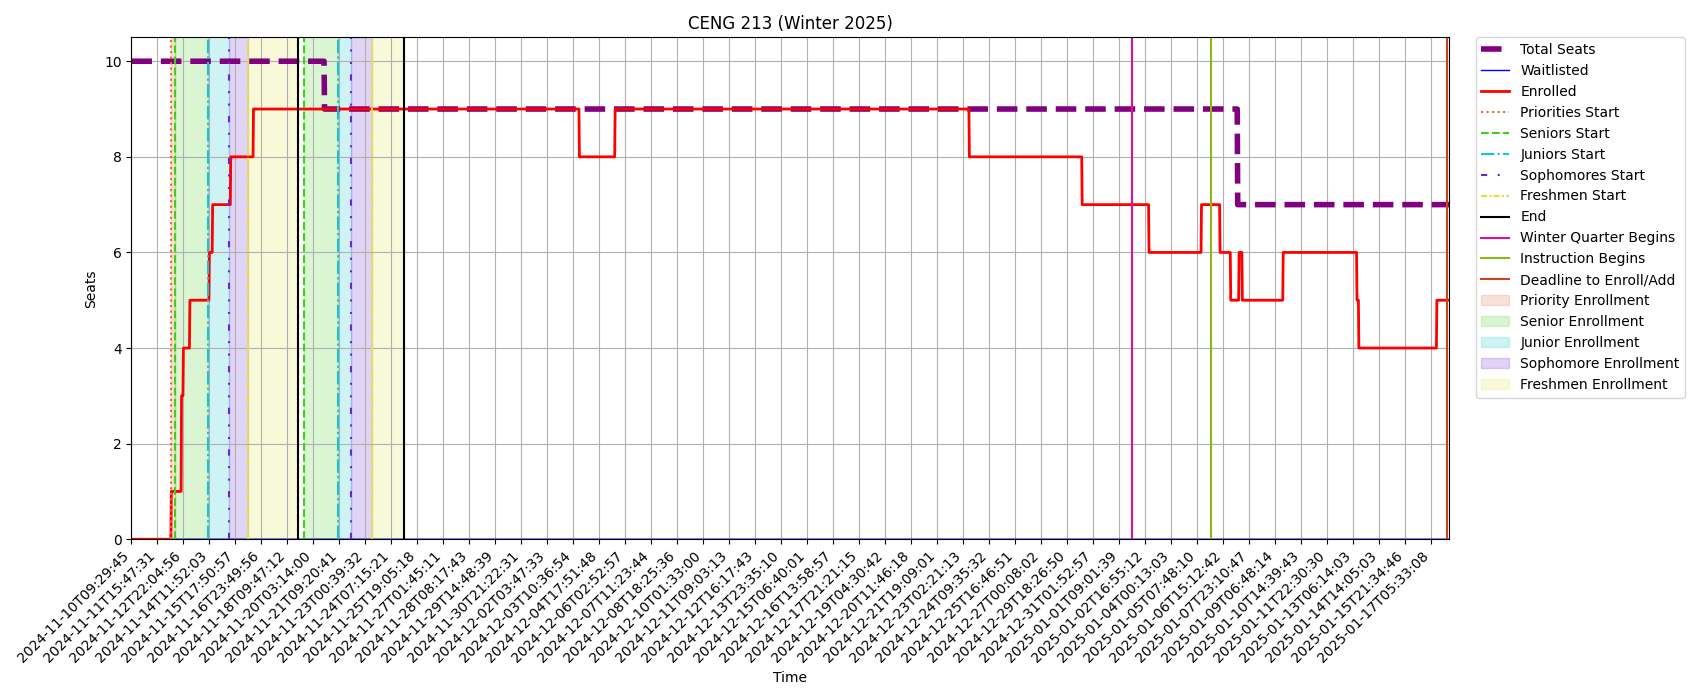 CENG 213 (Winter 2025)
Seats
10
8
6
4
2
0
2024-11-10T09:29:45
2024-11-11T15:47:31
2024-11-12T22:04:56
2024-11-14T11:52:03
2024-11-15T17:50:57
2024-11-16T23:49:56
2024-11-18T09:47:12
2024-11-20T03:14:00
2024-11-21T09:20:41
2024-11-23T00:39:32
2024-11-24T07:15:21
2024-11-25T19:05:18
2024-11-27T01:45:11
2024-11-28T08:17:43
2024-11-29T14:48:39
2024-11-30T21:22:31
2024-12-02T03:47:33
2024-12-03T10:36:54
2024-12-04T17:51:48
2024-12-06T02:52:57
2024-12-07T11:23:44
2024-12-08T18:25:36
2024-12-10T01:33:00
2024-12-11T09:03:13
2024-12-12T16:17:43
2024-12-13T23:35:10
2024-12-15T06:40:01
2024-12-16T13:58:57
2024-12-17T21:21:15
2024-12-19T04:30:42
2024-12-20T11:46:18
2024-12-21T19:09:01
2024-12-23T02:21:13
2024-12-24T09:35:32
2024-12-25T16:46:51
2024-12-27T00:08:02
2024-12-29T18:26:50
2024-12-31T01:52:57
2025-01-01T09:01:39
2025-01-02T16:55:12
2025-01-04T00:13:03
2025-01-05T07:48:10
2025-01-06T15:12:42
2025-01-07T23:10:47
2025-01-09T06:48:14
2025-01-10T14:39:43
2025-01-11T22:30:30
2025-01-13T06:14:03
2025-01-14T14:05:03
2025-01-15T21:34:46
2025-01-17T05:33:08
Time
Total Seats
Waitlisted
Enrolled
Priorities Start
Seniors Start
Juniors Start
Sophomores Start
Freshmen Start
End
Winter Quarter Begins
Instruction Begins
Deadline to Enroll/Add
Priority Enrollment
Senior Enrollment
Junior Enrollment
Sophomore Enrollment
Freshmen Enrollment